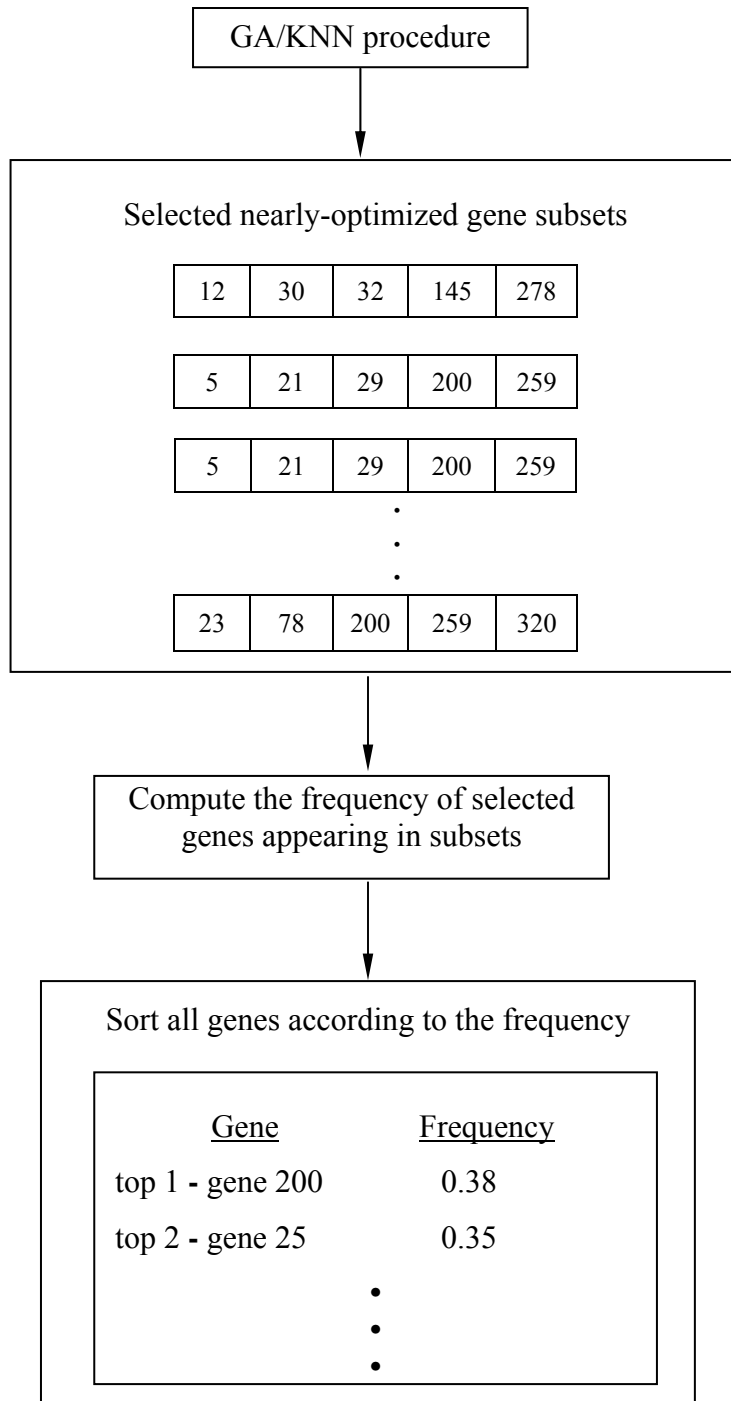 GA/KNN procedure
Selected nearly-optimized gene subsets
12 30 32 145 278
5 21 29 200 259
5 21 29 200 259
23 78 200 259 320
Compute the frequency of selected
genes appearing in subsets
Sort all genes according to the frequency
Gene Frequency
top 1 - gene 200 0.38
top 2 - gene 25 0.35